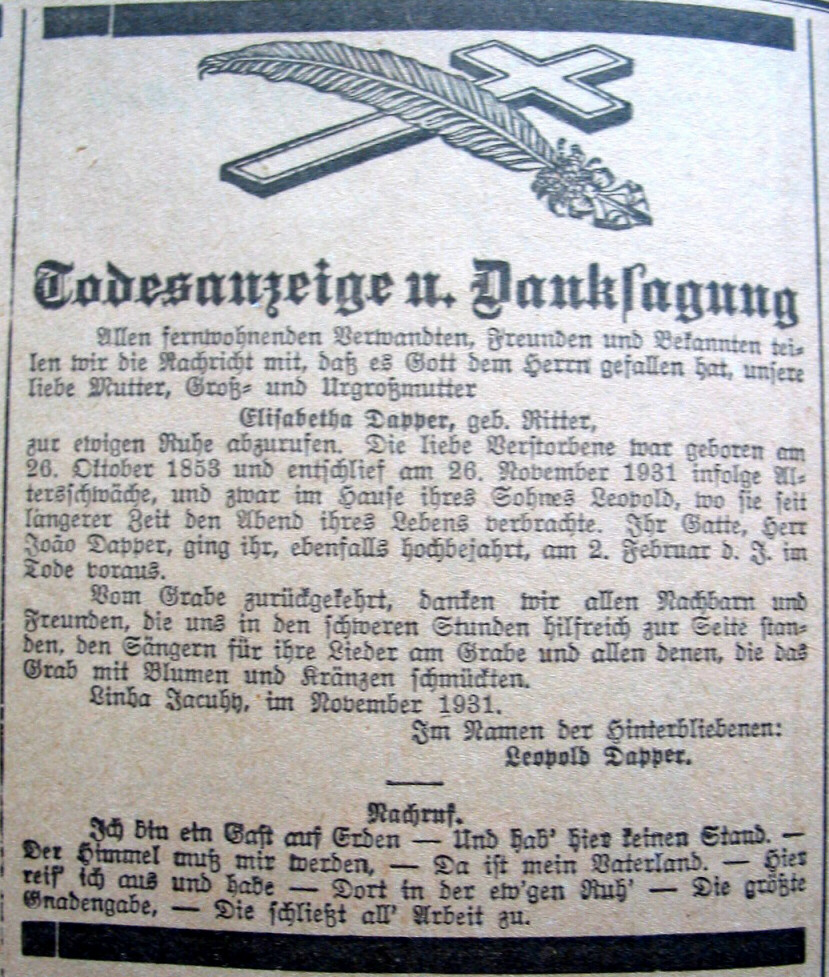 Todesanzeige u. Danksagung
Allen fernwohnenden Verwandten, Freunden und Bekannten tei-
len wir die Nachricht mit, daß es Gott dem Herrn gefallen hat, unsere
liebe Mutter, Groß- und Urgroßmutter
Elisabetha Dapper, geb. Ritter,
zur ewigen Ruhe abzurufen. Die liebe Verstorbene war geboren am
26. Oktober 1853 und entschlief am 26. November 1931 infolge Al-
tersschwäche, und zwar im Hause ihres Sohnes Leopold, wo sie seit
längerer Zeit den Abend ihres Lebens verbrachte. Ihr Gatte, Herr
João Dapper, ging ihr, ebenfalls hochbejahrt, am 2. Februar d. J. im
Tode voraus.
Vom Grabe zurückgekehrt, danken wir allen Nachbarn und
Freunden, die uns in den schweren Stunden hilfreich zur Seite stan-
den, den Sängern für ihre Lieder am Grabe und allen denen, die das
Grab mit Blumen und Kränzen schmückten.
Linha Jacuhy, im November 1931.
Im Namen der Hinterbliebenen:
Leopold Dapper.
Nachruf.
Ich bin ein Gast auf Erden — Und hab' hier keinen Stand. —
Der Himmel muß mir werden, — Da ist mein Vaterland. — Hier
reis' ich aus und habe — Dort in der ew'gen Ruh' — Die größte
Gnadengabe, — Die schließt all' Arbeit zu.